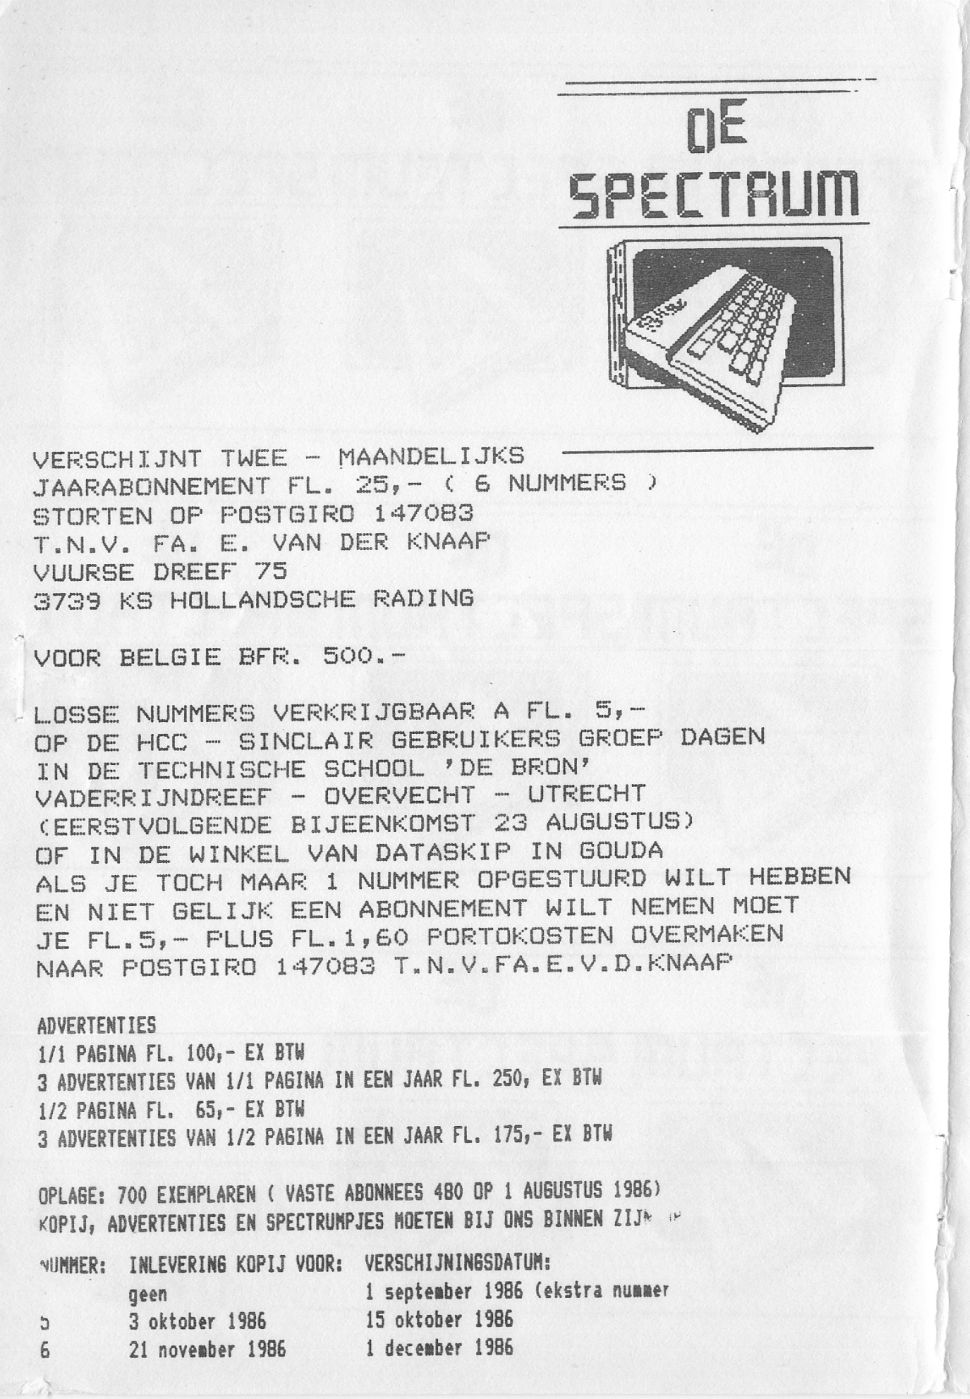 DE
SPECTRUM
VERSCHIJNT TWEE - MAANDELIJKS
JAARABONNEMENT FL. 25,- ( 6 NUMMERS )
STORTEN OP POSTGIRO 147083
T.N.V. FA. E. VAN DER KNAAP
VUURSE DREEF 75
3739 KS HOLLANDSCHE RADING
VOOR BELGIE BFR. 500.-
LOSSE NUMMERS VERKRIJGBAAR A FL. 5,-
OP DE HCC - SINCLAIR GEBRUIKERS GROEP DAGEN
IN DE TECHNISCHE SCHOOL 'DE BRON'
VADERRIJNDREEF - OVERVECHT - UTRECHT
(EERSTVOLGENDE BIJEENKOMST 23 AUGUSTUS)
OF IN DE WINKEL VAN DATASKIP IN GOUDA
ALS JE TOCH MAAR 1 NUMMER OPGESTUURD WILT HEBBEN
EN NIET GELIJK EEN ABONNEMENT WILT NEMEN MOET
JE FL.5,- PLUS FL.1,60 PORTOKOSTEN OVERMAKEN
NAAR POSTGIRO 147083 T.N.V.FA.E.V.D.KNAAP
ADVERTENTIES
1/1 PAGINA FL. 100,- EX BTW
3 ADVERTENTIES VAN 1/1 PAGINA IN EEN JAAR FL. 250, EX BTW
1/2 PAGINA FL. 65,- EX BTW
3 ADVERTENTIES VAN 1/2 PAGINA IN EEN JAAR FL. 175,- EX BTW
OPLAGE: 700 EXEMPLAREN ( VASTE ABONNEES 480 OP 1 AUGUSTUS 1986)
KOPIJ, ADVERTENTIES EN SPECTRUMPJES MOETEN BIJ ONS BINNEN ZIJN
NUMMER: INLEVERING KOPIJ VOOR: VERSCHIJNINGSDATUM:
geen 1 september 1986 (ekstra nummer
5 3 oktober 1986 15 oktober 1986
6 21 november 1986 1 december 1986